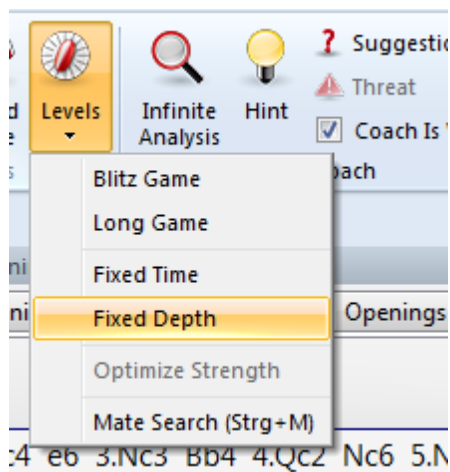 ? Suggestio
Threat
Levels
Infinite
Analysis
Hint
Coach Is
ach
Blitz Game
Long Game
Fixed Time
Fixed Depth
Openings
Optimize Strength
Mate Search (Strg+M)
c4 e6 3.Nc3 Bb4 4.Qc2 Nc6 5.N